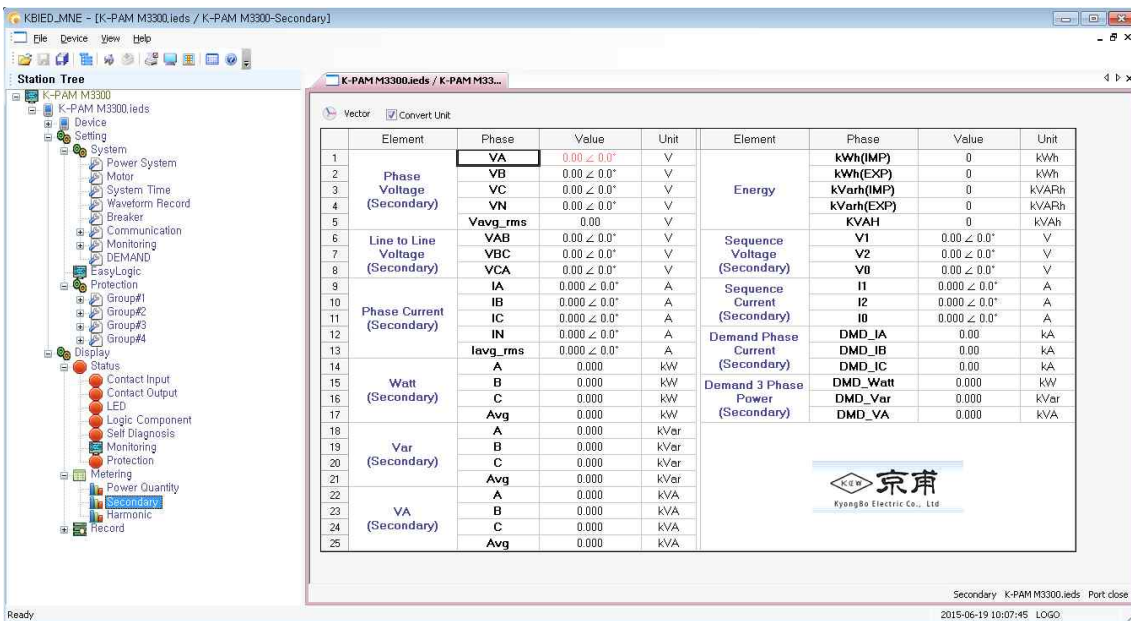 KBIED_MNE - [K-PAM M3300.ieds / K-PAM M3300-Secondary]
File Device View Help
Station Tree
K-PAM M3300
K-PAM M3300.ieds
Device
Setting
System
Power System
Motor
System Time
Waveform Record
Breaker
Communication
Monitoring
DEMAND
EasyLogic
Protection
Group#1
Group#2
Group#3
Group#4
Display
Status
Contact Input
Contact Output
LED
Logic Component
Self Diagnosis
Monitoring
Protection
Metering
Power Quantity
Secondary
Harmonic
Record
K-PAM M3300.ieds / K-PAM M33...
Vector Convert Unit
Element Phase Value Unit Element Phase Value Unit
1 VA 0.00 ∠ 0.0° V kWh(IMP) 0 kWh
2 Phase VB 0.00 ∠ 0.0° V kWh(EXP) 0 kWh
3 Voltage VC 0.00 ∠ 0.0° V Energy kVarh(IMP) 0 kVARh
4 (Secondary) VN 0.00 ∠ 0.0° V kVarh(EXP) 0 kVARh
5 Vavg_rms 0.00 V KVAH 0 kVAh
6 Line to Line VAB 0.00 ∠ 0.0° V Sequence V1 0.00 ∠ 0.0° V
7 Voltage VBC 0.00 ∠ 0.0° V Voltage V2 0.00 ∠ 0.0° V
8 (Secondary) VCA 0.00 ∠ 0.0° V (Secondary) V0 0.00 ∠ 0.0° V
9 IA 0.000 ∠ 0.0° A Sequence I1 0.000 ∠ 0.0° A
10 IB 0.000 ∠ 0.0° A Current I2 0.000 ∠ 0.0° A
11 Phase Current IC 0.000 ∠ 0.0° A (Secondary) I0 0.000 ∠ 0.0° A
12 (Secondary) IN 0.000 ∠ 0.0° A Demand Phase DMD_IA 0.00 kA
13 Iavg_rms 0.000 ∠ 0.0° A Current DMD_IB 0.00 kA
14 A 0.000 kW (Secondary) DMD_IC 0.00 kA
15 Watt B 0.000 kW Demand 3 Phase DMD_Watt 0.000 kW
16 (Secondary) C 0.000 kW Power DMD_Var 0.000 kVar
17 Avg 0.000 kW (Secondary) DMD_VA 0.000 kVA
18 A 0.000 kVar
19 Var B 0.000 kVar
20 (Secondary) C 0.000 kVar
21 Avg 0.000 kVar
22 A 0.000 kVA
23 VA B 0.000 kVA
24 (Secondary) C 0.000 kVA
25 Avg 0.000 kVA
京甫
KyongBo Electric Co., Ltd
Secondary K-PAM M3300.ieds Port close
Ready 2015-06-19 10:07:45 LOGO